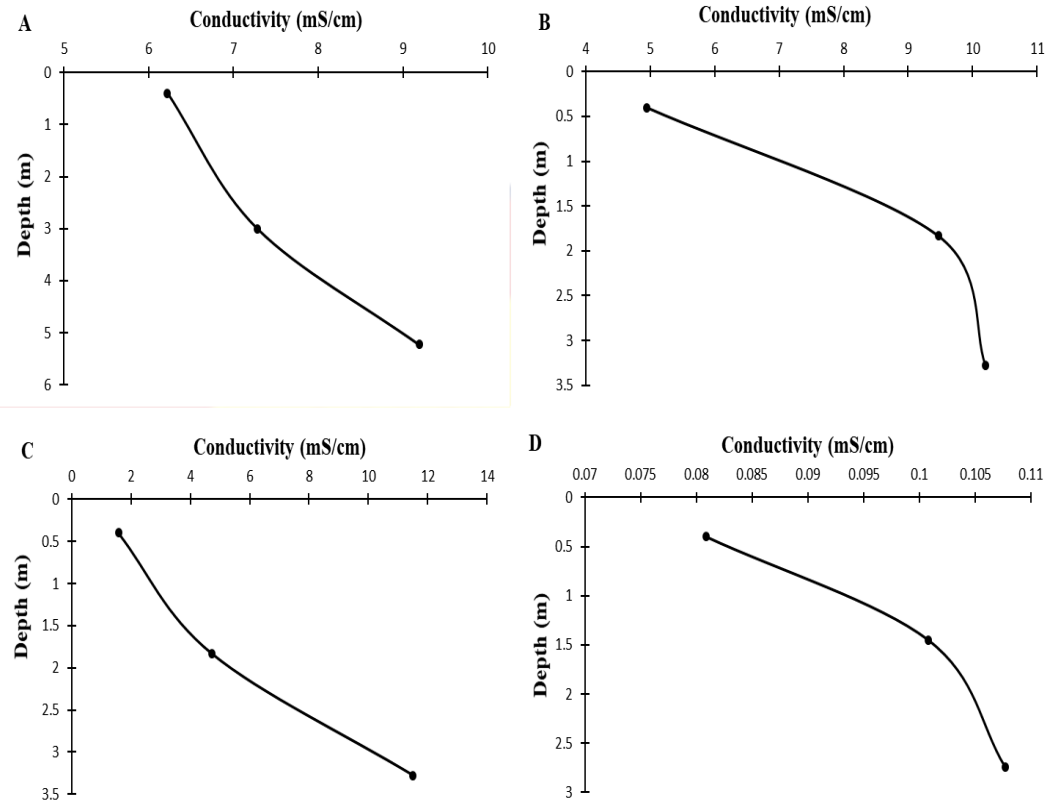 A
Conductivity (mS/cm)
5 6 7 8 9 10
0
1
2
3
4
5
6
Depth (m)
B
Conductivity (mS/cm)
4 5 6 7 8 9 10 11
0
0.5
1
1.5
2
2.5
3
3.5
Depth (m)
C
Conductivity (mS/cm)
0 2 4 6 8 10 12 14
0
0.5
1
1.5
2
2.5
3
3.5
Depth (m)
D
Conductivity (mS/cm)
0.07 0.075 0.08 0.085 0.09 0.095 0.1 0.105 0.11
0
0.5
1
1.5
2
2.5
3
Depth (m)